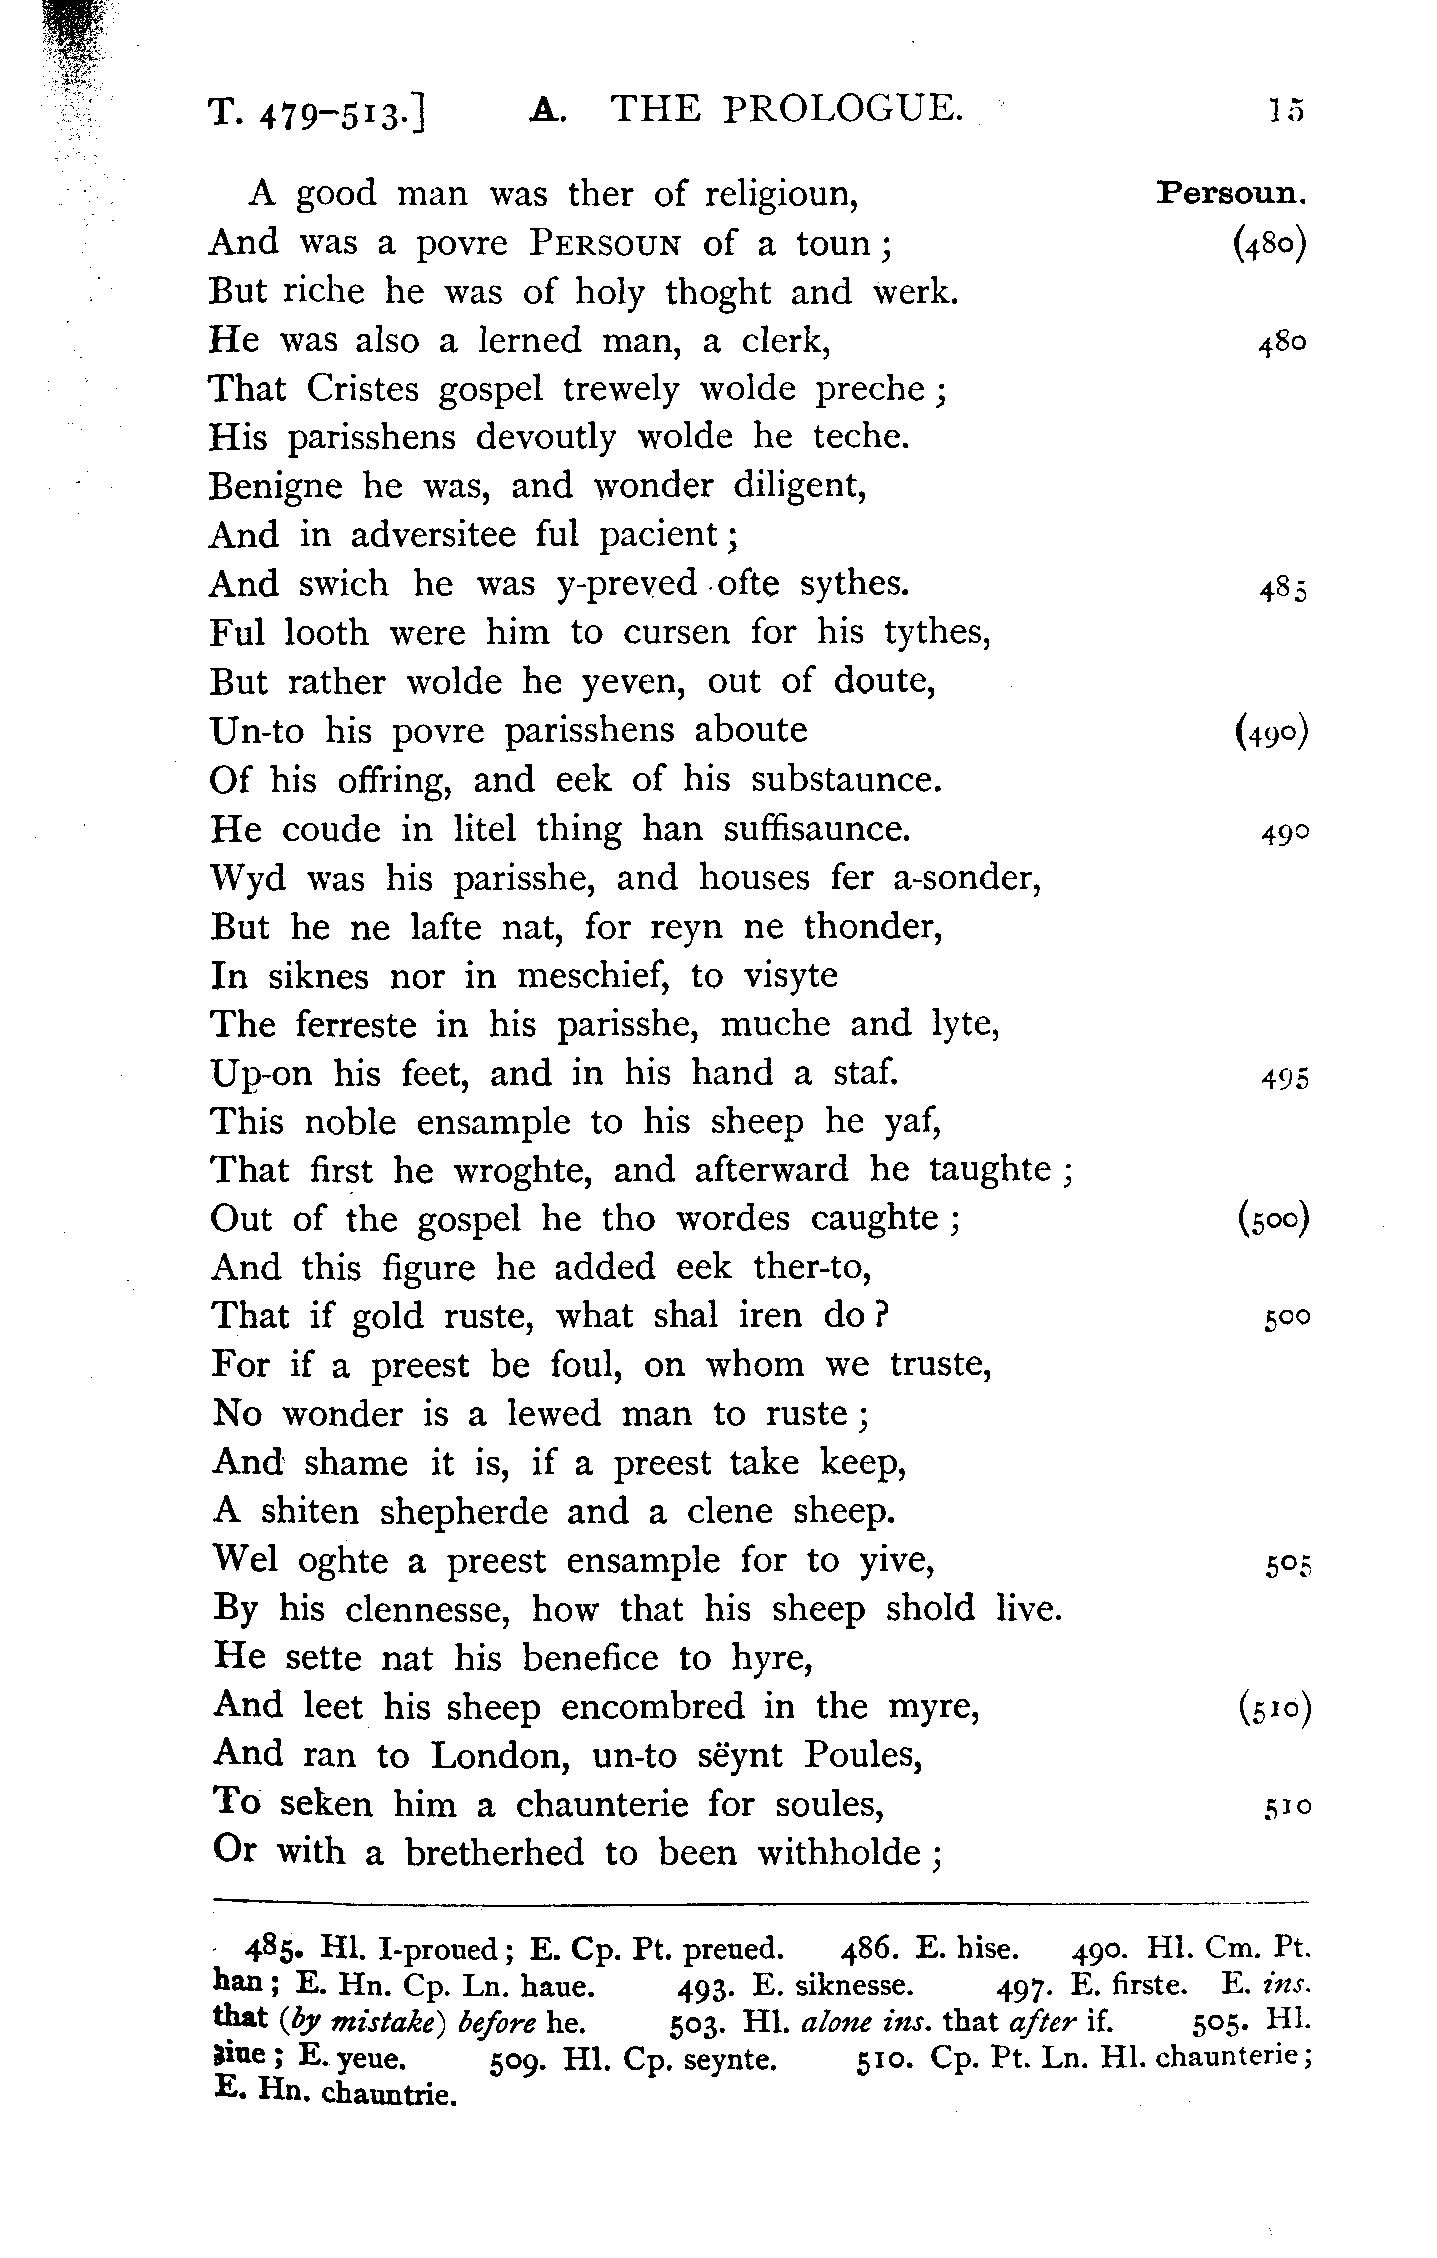 T. 479–513.] A. THE PROLOGUE. 15
A good man was ther of religioun, Persoun.
And was a povre PERSOUN of a toun; (480)
But riche he was of holy thoght and werk.
He was also a lerned man, a clerk, 480
That Cristes gospel trewely wolde preche;
His parisshens devoutly wolde he teche.
Benigne he was, and wonder diligent,
And in adversitee ful pacient;
And swich he was y-preved ofte sythes. 485
Ful looth were him to cursen for his tythes,
But rather wolde he yeven, out of doute,
Un-to his povre parisshens aboute (490)
Of his offring, and eek of his substaunce.
He coude in litel thing han suffisaunce. 490
Wyd was his parisshe, and houses fer a-sonder,
But he ne lafte nat, for reyn ne thonder,
In siknes nor in meschief, to visyte
The ferreste in his parisshe, muche and lyte,
Up-on his feet, and in his hand a staf. 495
This noble ensample to his sheep he yaf,
That first he wroghte, and afterward he taughte;
Out of the gospel he tho wordes caughte; (500)
And this figure he added eek ther-to,
That if gold ruste, what shal iren do? 500
For if a preest be foul, on whom we truste,
No wonder is a lewed man to ruste;
And shame it is, if a preest take keep,
A shiten shepherde and a clene sheep.
Wel oghte a preest ensample for to yive, 505
By his clennesse, how that his sheep shold live.
He sette nat his benefice to hyre,
And leet his sheep encombred in the myre, (510)
And ran to London, un-to sëynt Poules,
To seken him a chaunterie for soules, 510
Or with a bretherhed to been withholde;
485. Hl. I-proued; E. Cp. Pt. preued. 486. E. hise. 490. Hl. Cm. Pt.
han; E. Hn. Cp. Ln. haue. 493. E. siknesse. 497. E. firste. E. ins.
that (by mistake) before he. 503. Hl. alone ins. that after if. 505. Hl.
ȝiue; E. yeue. 509. Hl. Cp. seynte. 510. Cp. Pt. Ln. Hl. chaunterie;
E. Hn. chauntrie.